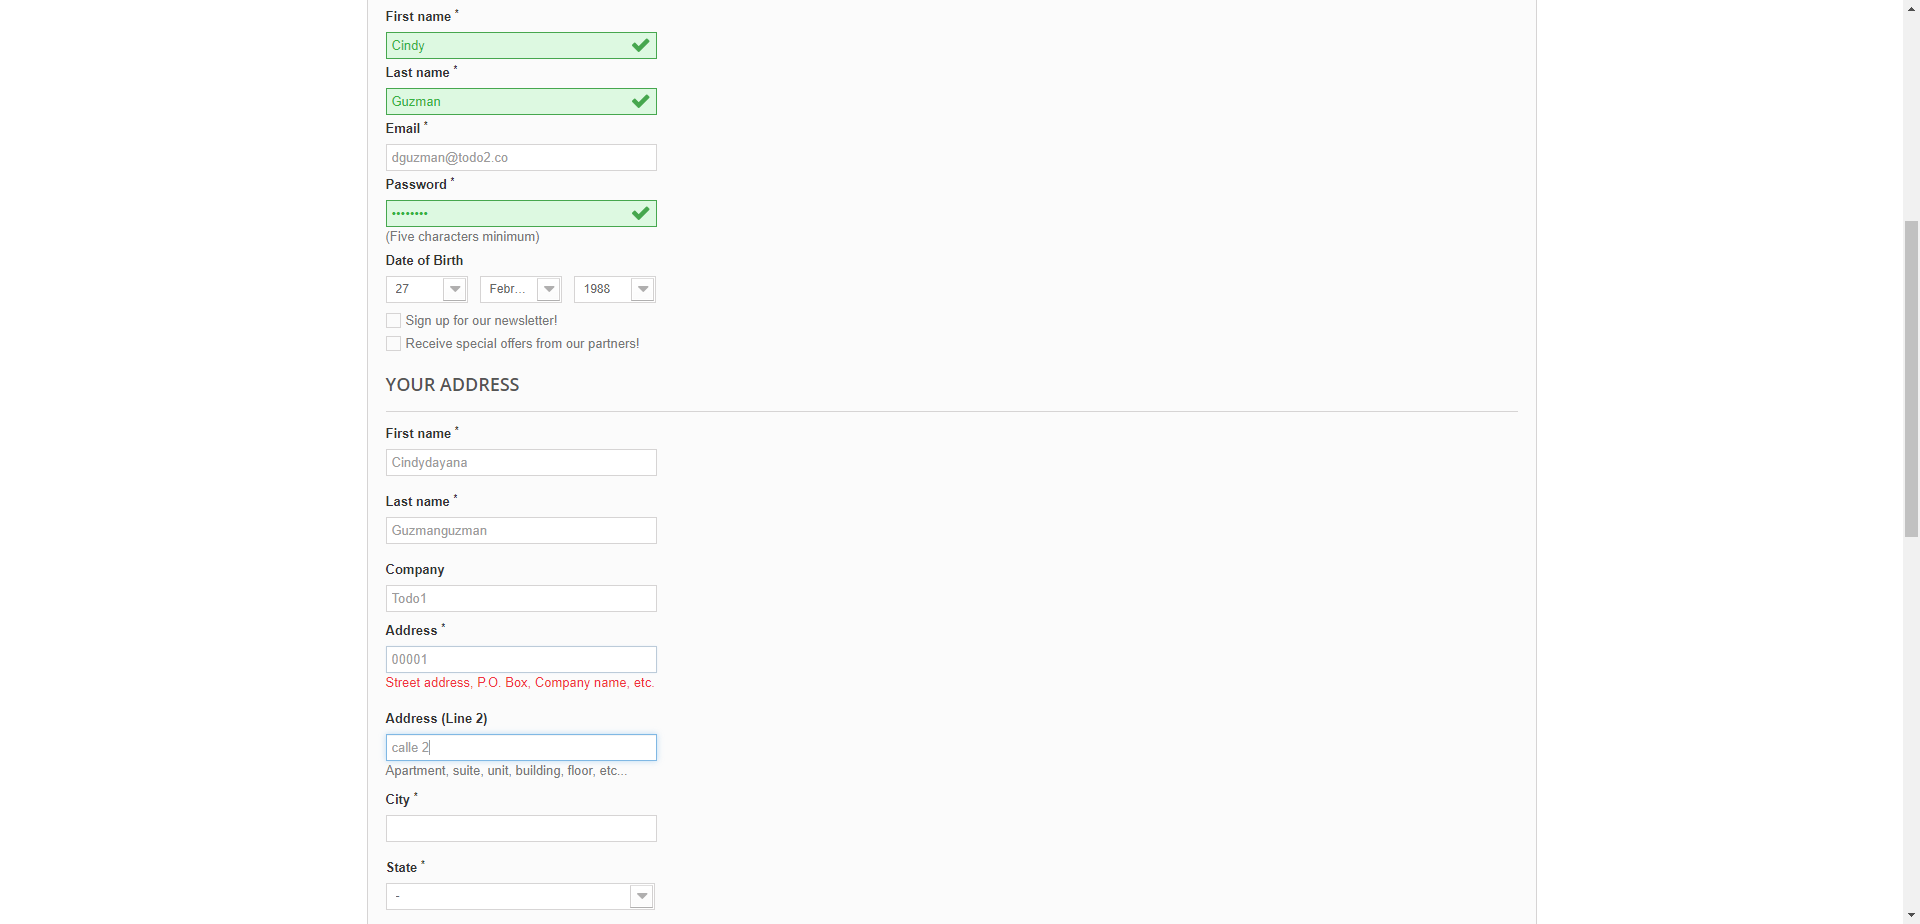 First name *
Cindy
Last name *
Guzman
Email *
dguzman@todo2.co
Password *
••••••••
(Five characters minimum)
Date of Birth
27 Febr... 1988
Sign up for our newsletter!
Receive special offers from our partners!
YOUR ADDRESS
First name *
Cindydayana
Last name *
Guzmanguzman
Company
Todo1
Address *
00001
Street address, P.O. Box, Company name, etc.
Address (Line 2)
calle 2
Apartment, suite, unit, building, floor, etc...
City *
State *
-